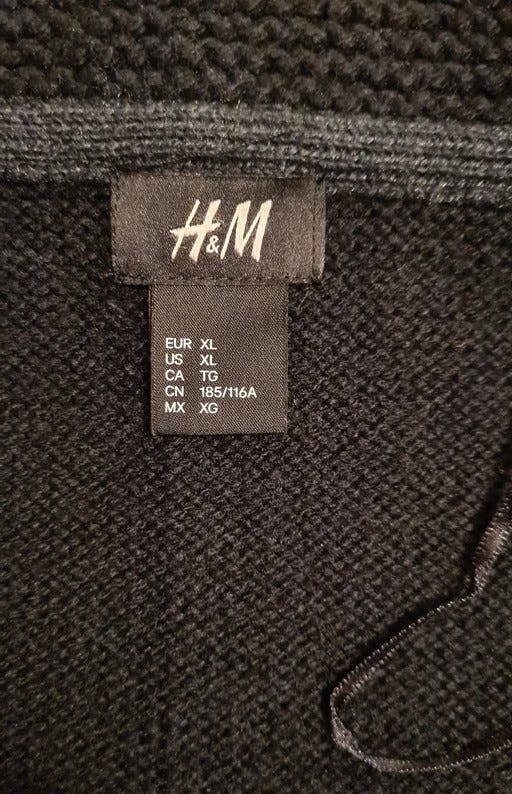 H&M
EUR XL
US XL
CA TG
CN 185/116A
MX XG